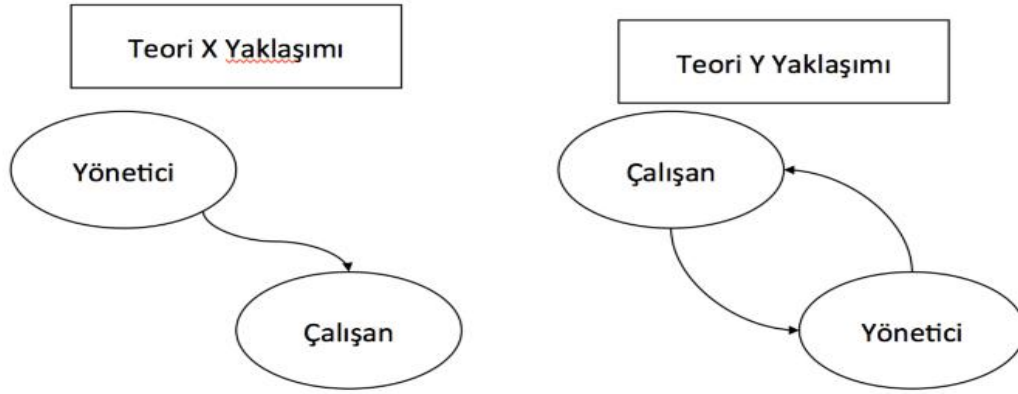 Teori X Yaklaşımı
Yönetici
Çalışan
Teori Y Yaklaşımı
Çalışan
Yönetici